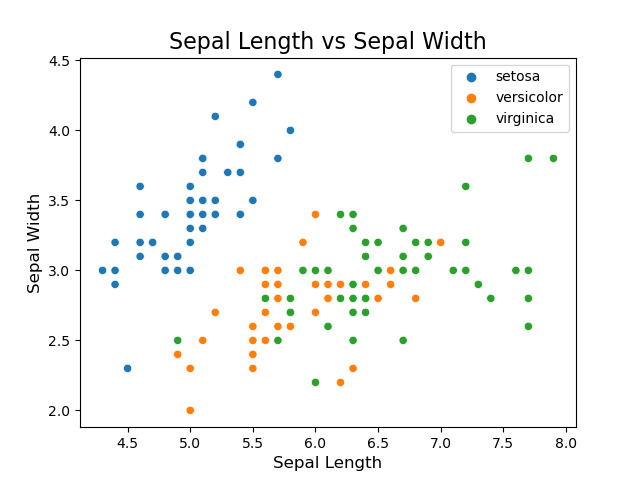 Sepal Length vs Sepal Width
4.5
4.0
3.5
3.0
2.5
2.0
Sepal Width
setosa
versicolor
virginica
4.5 5.0 5.5 6.0 6.5 7.0 7.5 8.0
Sepal Length